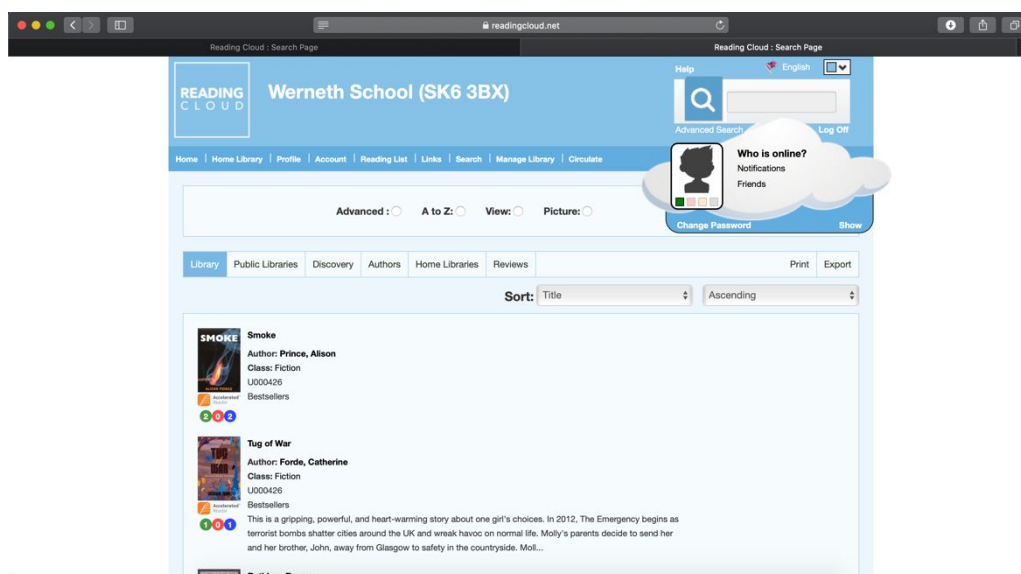 readingcloud.net
Reading Cloud : Search Page
Reading Cloud : Search Page
READING
CLOUD
Werneth School (SK6 3BX)
Help
English
Advanced Search
Log Off
Home | Home Library | Profile | Account | Reading List | Links | Search | Manage Library | Circulate
Who is online?
Notifications
Friends
Change Password
Show
Advanced : A to Z: View: Picture:
Library Public Libraries Discovery Authors Home Libraries Reviews Print Export
Sort: Title Ascending
SMOKE
Smoke
Author: Prince, Alison
Class: Fiction
U000426
Accelerated Reader
Bestsellers
2 0 2
TUG
WAR
Tug of War
Author: Forde, Catherine
Class: Fiction
U000426
Accelerated Reader
Bestsellers
1 0 1
This is a gripping, powerful, and heart-warming story about one girl's choices. In 2012, The Emergency begins as
terrorist bombs shatter cities around the UK and wreak havoc on normal life. Molly's parents decide to send her
and her brother, John, away from Glasgow to safety in the countryside. Moll...